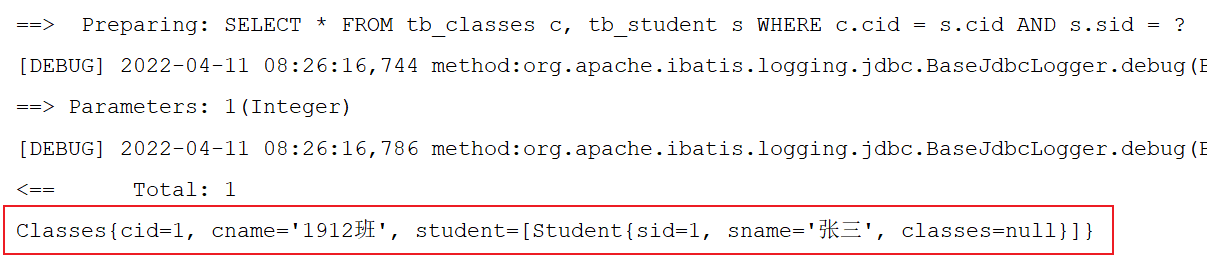 ==>  Preparing: SELECT * FROM tb_classes c, tb_student s WHERE c.cid = s.cid AND s.sid = ?
[DEBUG] 2022-04-11 08:26:16,744 method:org.apache.ibatis.logging.jdbc.BaseJdbcLogger.debug(
==> Parameters: 1(Integer)
[DEBUG] 2022-04-11 08:26:16,786 method:org.apache.ibatis.logging.jdbc.BaseJdbcLogger.debug(
<==      Total: 1
Classes{cid=1, cname='1912班', student=[Student{sid=1, sname='张三', classes=null}]}